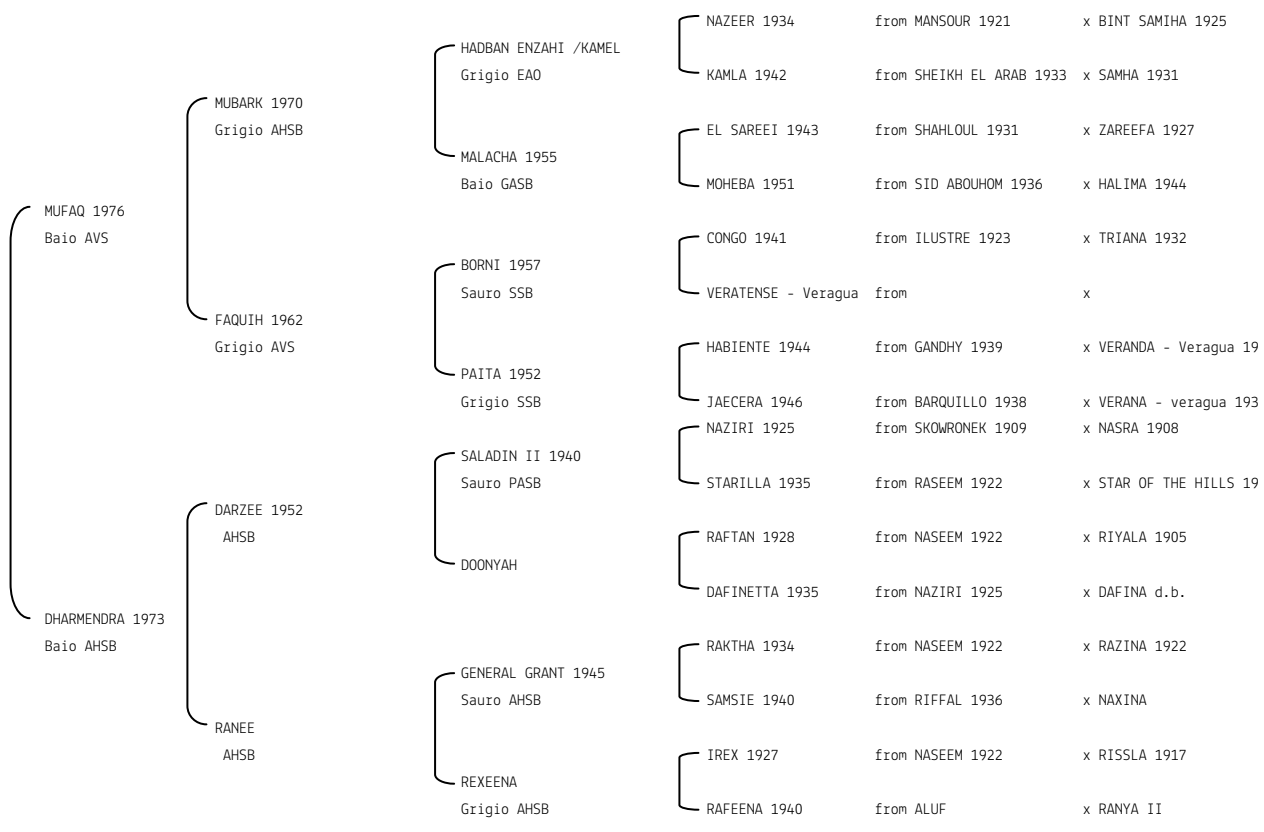 NAZEER 1934 from MANSOUR 1921 x BINT SAMIHA 1925
HADBAN ENZAHI /KAMEL
Grigio EAO KAMLA 1942 from SHEIKH EL ARAB 1933 x SAMHA 1931
MUBARK 1970
Grigio AHSB EL SAREEI 1943 from SHAHLOUL 1931 x ZAREEFA 1927
MALACHA 1955
Baio GASB MOHEBA 1951 from SID ABOUHOM 1936 x HALIMA 1944
MUFAQ 1976
Baio AVS CONGO 1941 from ILUSTRE 1923 x TRIANA 1932
BORNI 1957
Sauro SSB VERATENSE - Veragua from x
FAQUIH 1962
Grigio AVS HABIENTE 1944 from GANDHY 1939 x VERANDA - Veragua 19
PAITA 1952
Grigio SSB JAECERA 1946 from BARQUILLO 1938 x VERANA - veragua 193
NAZIRI 1925 from SKOWRONEK 1909 x NASRA 1908
SALADIN II 1940
Sauro PASB STARILLA 1935 from RASEEM 1922 x STAR OF THE HILLS 19
DARZEE 1952
AHSB RAFTAN 1928 from NASEEM 1922 x RIYALA 1905
DOONYAH
DAFINETTA 1935 from NAZIRI 1925 x DAFINA d.b.
DHARMENDRA 1973
Baio AHSB RAKTHA 1934 from NASEEM 1922 x RAZINA 1922
GENERAL GRANT 1945
Sauro AHSB SAMSIE 1940 from RIFFAL 1936 x NAXINA
RANEE
AHSB IREX 1927 from NASEEM 1922 x RISSLA 1917
REXEENA
Grigio AHSB RAFEENA 1940 from ALUF x RANYA II